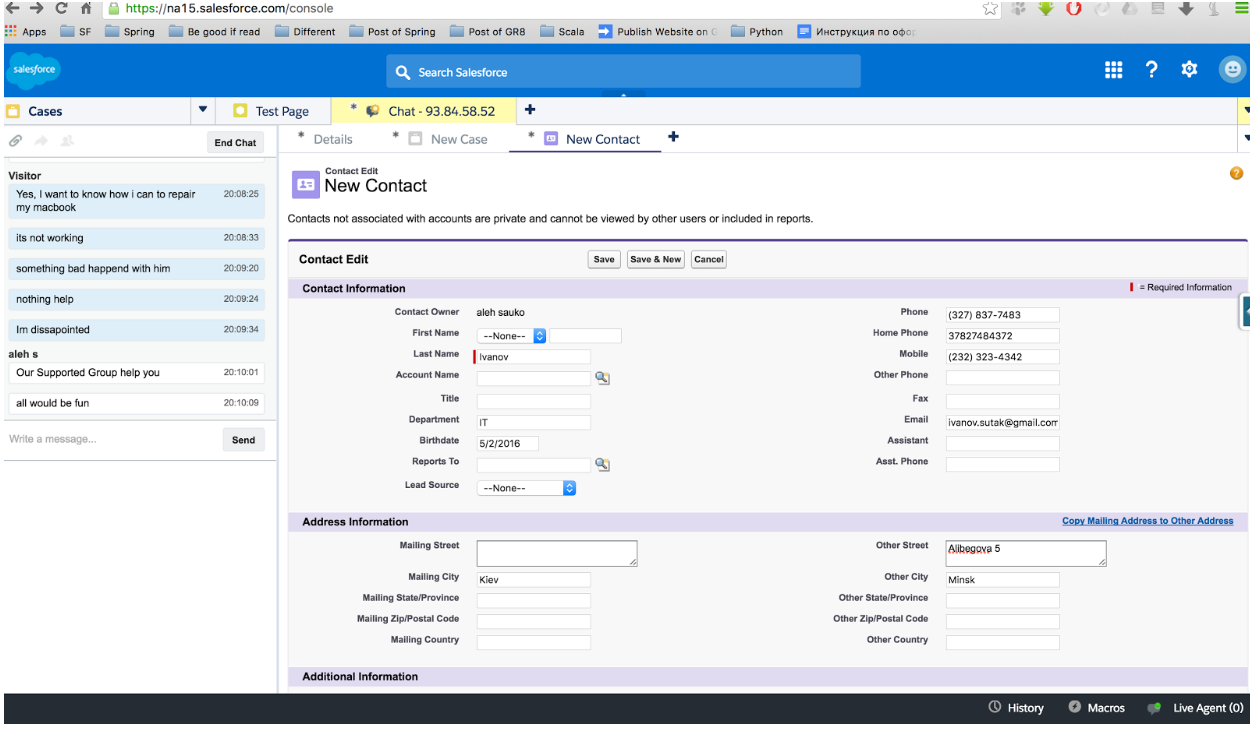 https://na15.salesforce.com/console
Apps SF Spring Be good if read Different Post of Spring Post of GR8 Scala Publish Website on G Python Инструкция по офор
salesforce Search Salesforce ?
Cases Test Page * Chat - 93.84.58.52 +
End Chat * Details * New Case * New Contact +
Visitor
Yes, I want to know how i can to repair my macbook 20:08:25
its not working 20:08:33
something bad happend with him 20:09:20
nothing help 20:09:24
Im dissapointed 20:09:34
aleh s
Our Supported Group help you 20:10:01
all would be fun 20:10:09
Write a message... Send
Contact Edit
New Contact
?
Contacts not associated with accounts are private and cannot be viewed by other users or included in reports.
Contact Edit Save Save & New Cancel
Contact Information = Required Information
Contact Owner aleh sauko Phone (327) 837-7483
First Name --None-- Home Phone 37827484372
Last Name Ivanov Mobile (232) 323-4342
Account Name Other Phone
Title Fax
Department IT Email ivanov.sutak@gmail.com
Birthdate 5/2/2016 Assistant
Reports To Asst. Phone
Lead Source --None--
Address Information Copy Mailing Address to Other Address
Mailing Street Other Street Alibegova 5
Mailing City Kiev Other City Minsk
Mailing State/Province Other State/Province
Mailing Zip/Postal Code Other Zip/Postal Code
Mailing Country Other Country
Additional Information
History Macros Live Agent (0)